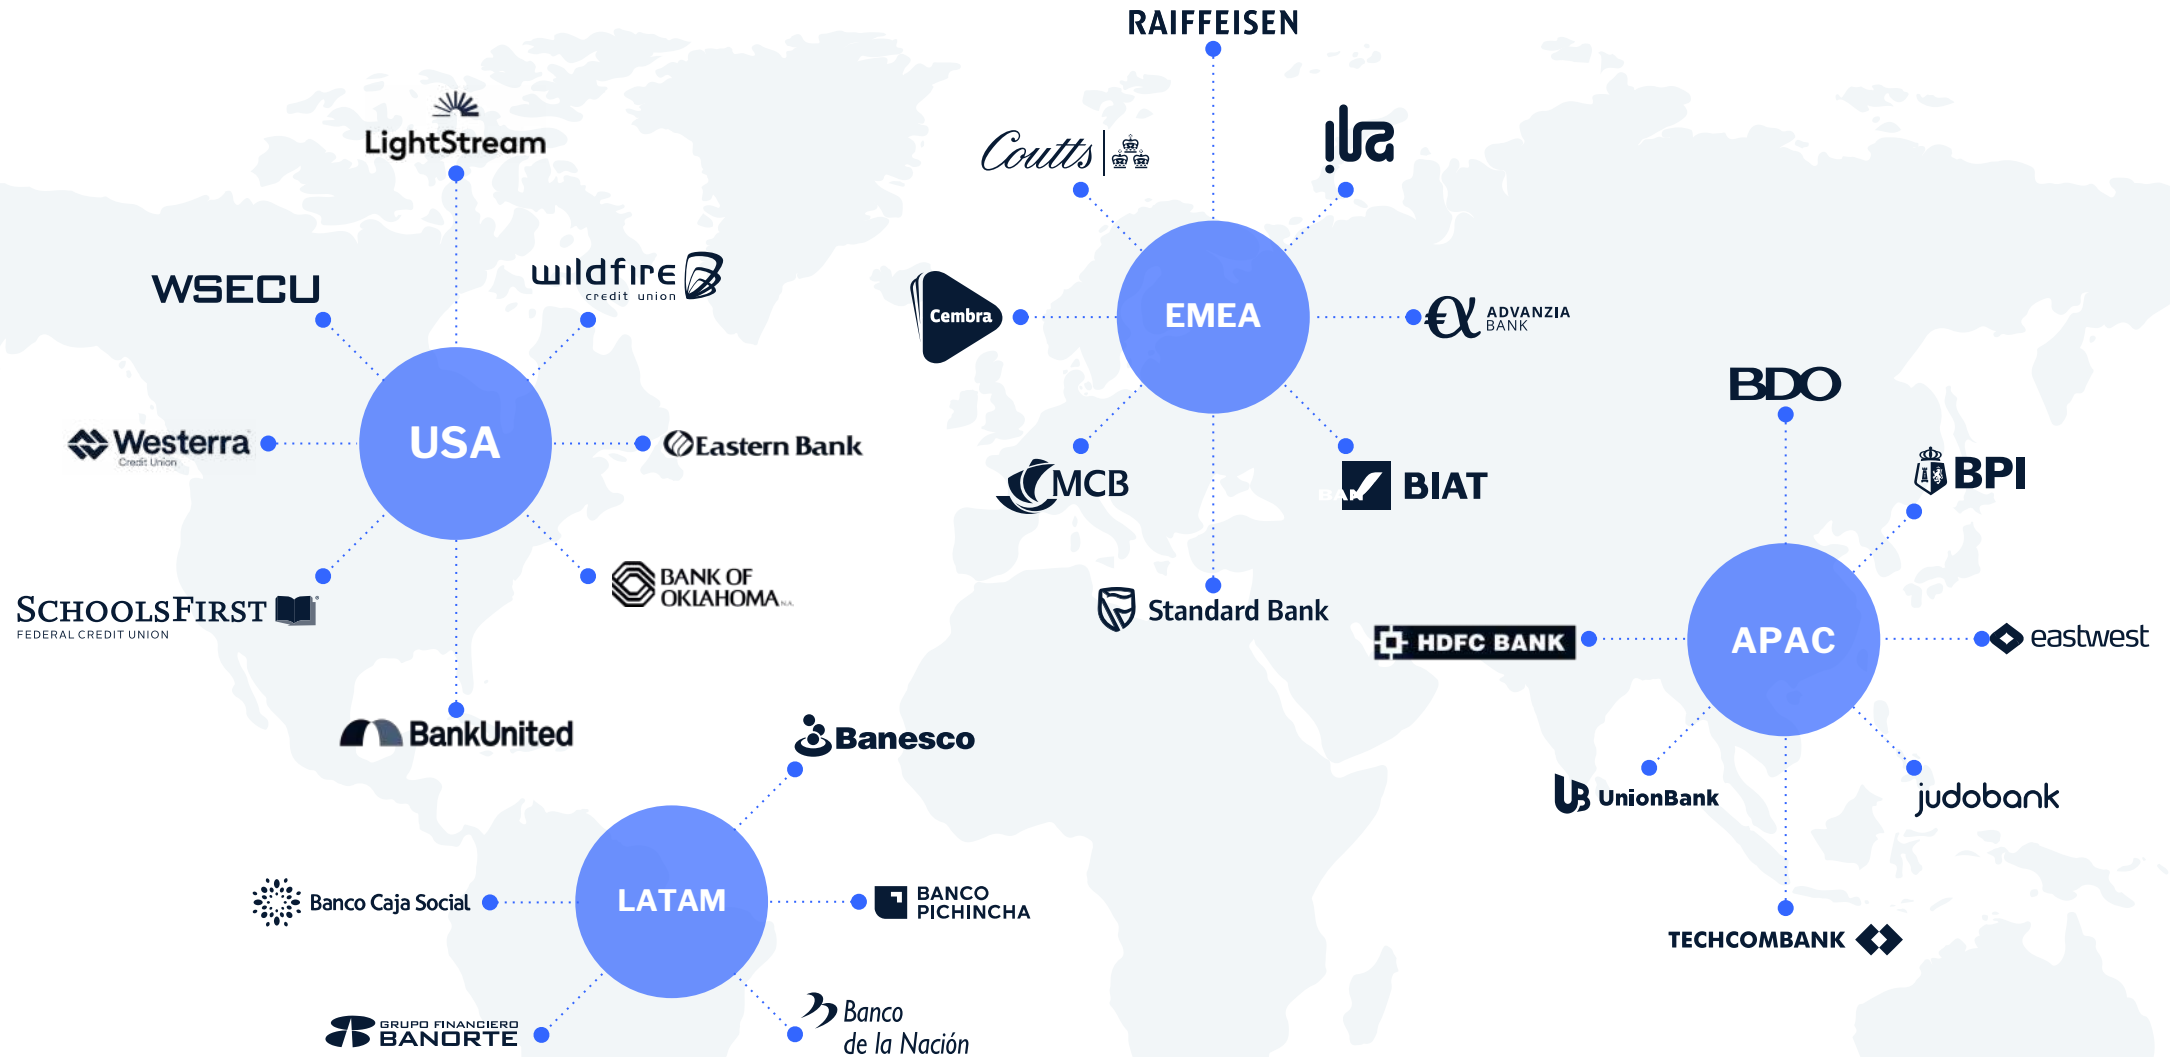 RAIFFEISEN
LightStream
Coutts
ila
WSECU
wildfire
credit union
Cembra
EMEA
ADVANZIA
BANK
BDO
Westerra
Credit Union
USA
Eastern Bank
MCB
BAN
BIAT
BPI
SCHOOLSFIRST
FEDERAL CREDIT UNION
BANK OF
OKLAHOMA N.A.
Standard Bank
HDFC BANK
APAC
eastwest
BankUnited
Banesco
UB UnionBank
judobank
Banco Caja Social
LATAM
BANCO
PICHINCHA
TECHCOMBANK
GRUPO FINANCIERO
BANORTE
Banco
de la Nación